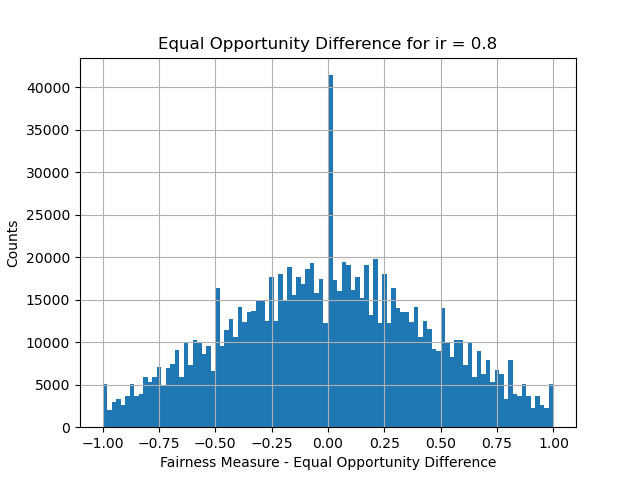 Equal Opportunity Difference for ir = 0.8
40000
35000
30000
25000
20000
15000
10000
5000
0
Counts
−1.00 −0.75 −0.50 −0.25 0.00 0.25 0.50 0.75 1.00
Fairness Measure - Equal Opportunity Difference